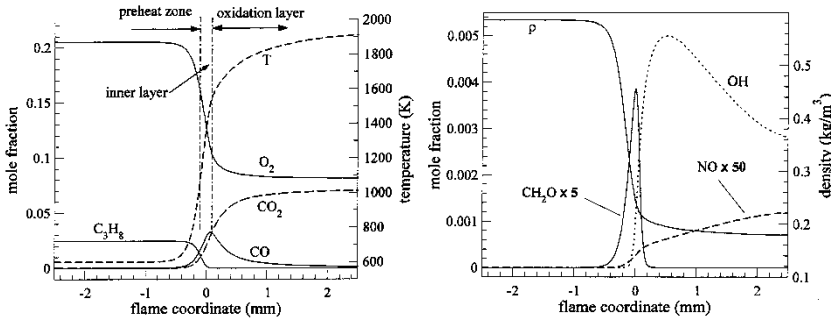 preheat zone
oxidation layer
inner layer
T
O₂
CO₂
C₃H₈
CO
mole fraction
0
0.05
0.1
0.15
0.2
temperature (K)
600
800
1000
1200
1400
1600
1800
2000
-2
-1
0
1
2
flame coordinate (mm)
ρ
OH
NO x 50
CH₂O x 5
mole fraction
0
0.001
0.002
0.003
0.004
0.005
density (kg/m³)
0.1
0.2
0.3
0.4
0.5
-2
-1
0
1
2
flame coordinate (mm)